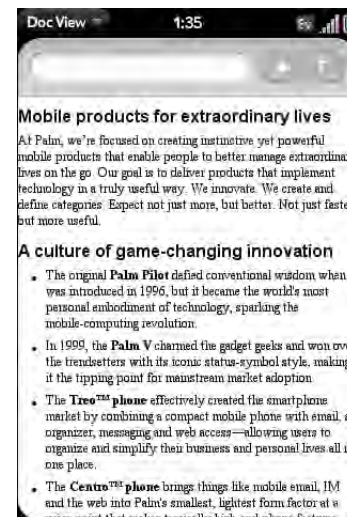 Doc View 1:35 Ev
Mobile products for extraordinary lives
At Palm, we're focused on creating instinctive yet powerful
mobile products that enable people to better manage extraordina
lives on the go. Our goal is to deliver products that implement
technology in a truly useful way. We innovate. We create and
define categories. Expect not just more, but better. Not just faste
but more useful.
A culture of game-changing innovation
• The original Palm Pilot defied conventional wisdom when
was introduced in 1996, but it became the world's most
personal embodiment of technology, sparking the
mobile-computing revolution.
• In 1999, the Palm V charmed the gadget geeks and won ove
the trendsetters with its iconic status-symbol style, making
it the tipping point for mainstream market adoption
• The Treo™ phone effectively created the smartphone
market by combining a compact mobile phone with email, a
organizer, messaging and web access—allowing users to
organize and simplify their business and personal lives all i
one place.
• The Centro™ phone brings things like mobile email, IM
and the web into Palm's smallest, lightest form factor at a